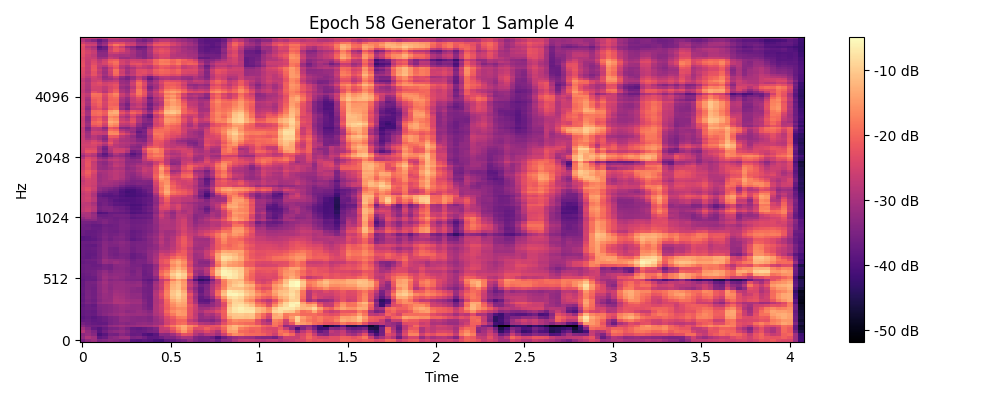 Epoch 58 Generator 1 Sample 4
Hz
4096
2048
1024
512
0
0 0.5 1 1.5 2 2.5 3 3.5 4
Time
-10 dB
-20 dB
-30 dB
-40 dB
-50 dB